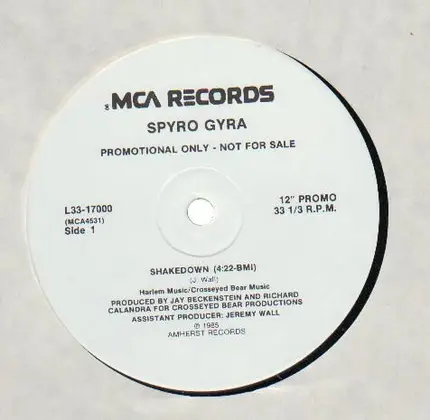 MCA RECORDS
SPYRO GYRA
PROMOTIONAL ONLY - NOT FOR SALE
L33-17000
(MCA4531)
Side 1
12" PROMO
33 1/3 R.P.M.
SHAKEDOWN (4:22-BMI)
(J. Wall)
Harlem Music/Crosseyed Bear Music
PRODUCED BY JAY BECKENSTEIN AND RICHARD
CALANDRA FOR CROSSEYED BEAR PRODUCTIONS
ASSISTANT PRODUCER: JEREMY WALL
℗ 1985
AMHERST RECORDS